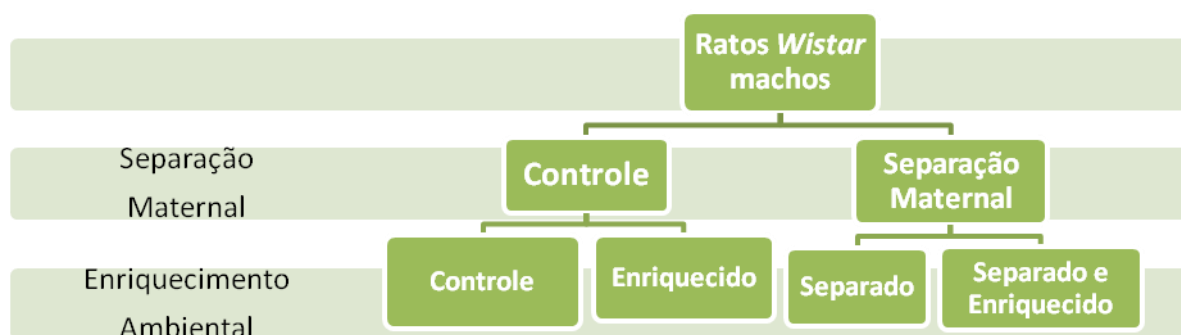 Ratos Wistar
machos
Separação
Maternal
Controle
Separação
Maternal
Enriquecimento
Ambiental
Controle
Enriquecido
Separado
Separado e
Enriquecido